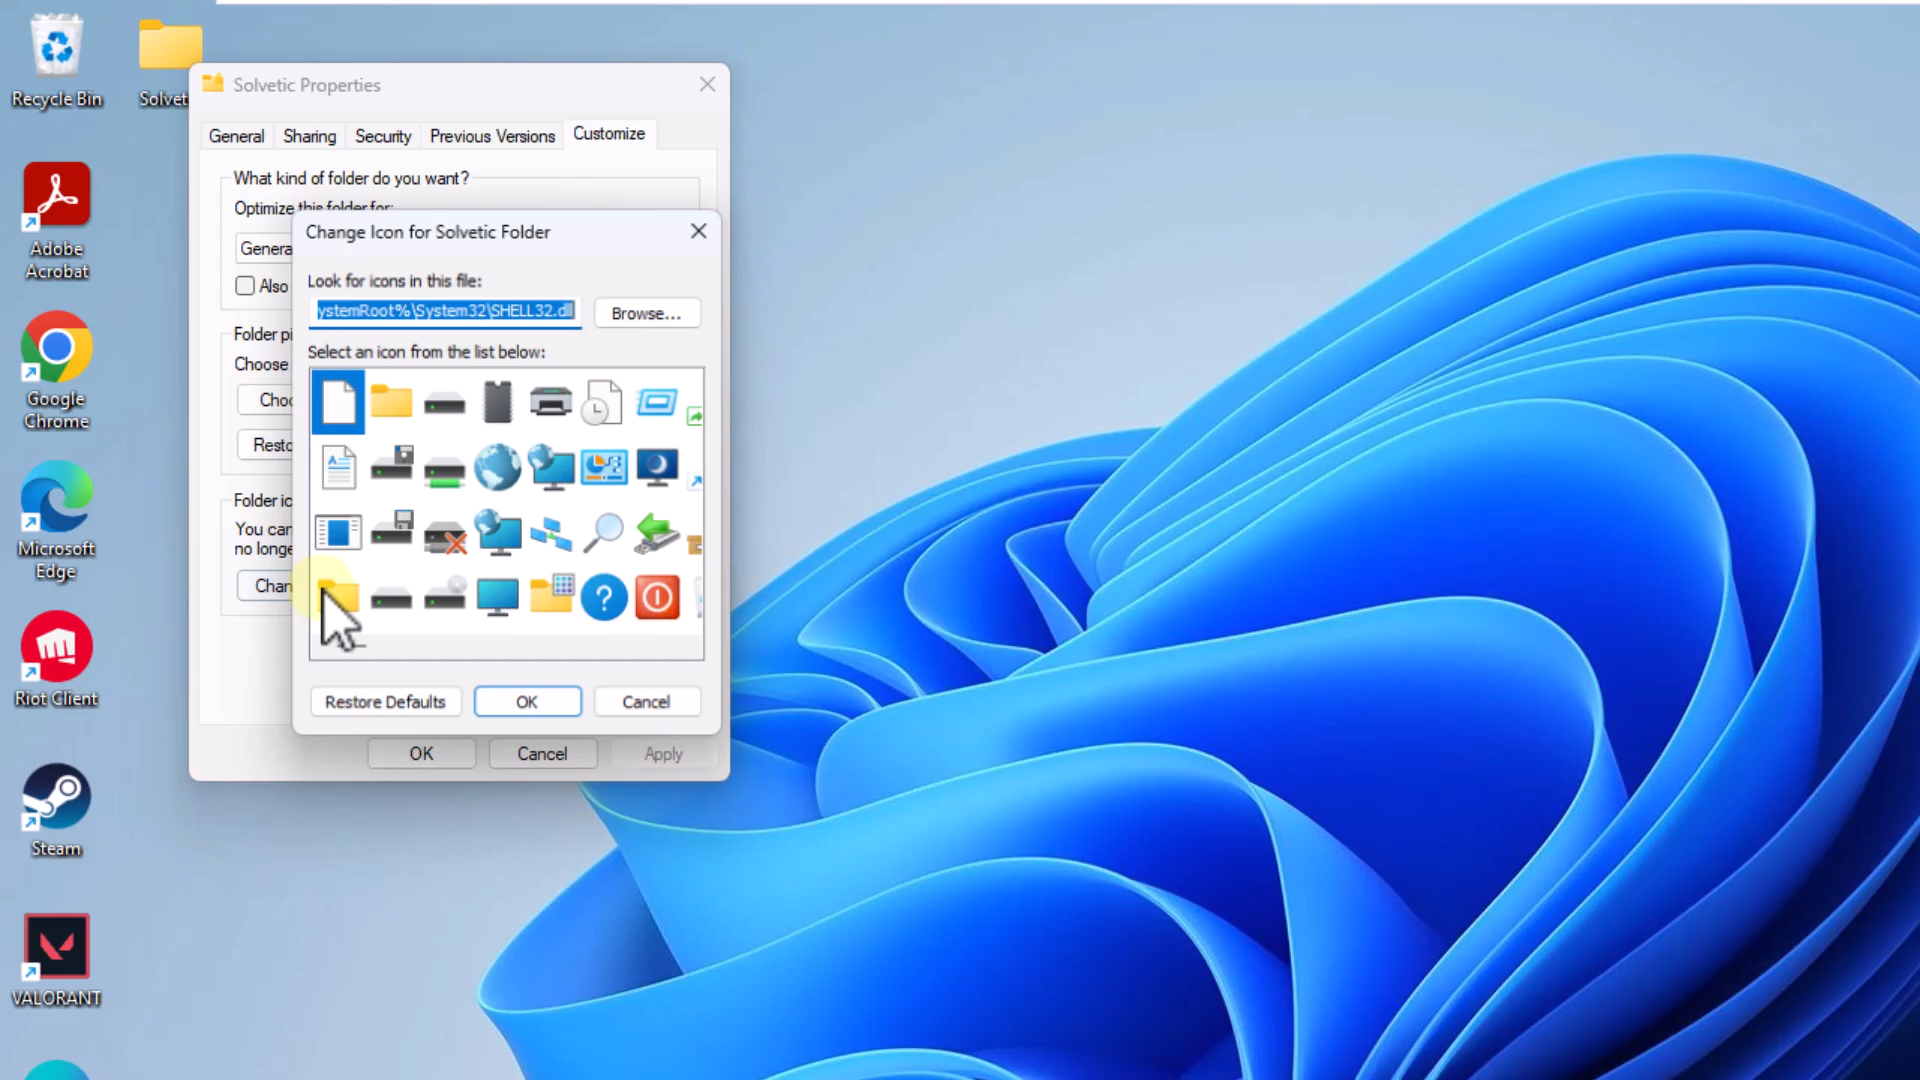 Recycle Bin
Solvet
Adobe
Acrobat
Google
Chrome
Microsoft
Edge
Riot Client
Steam
VALORANT
Solvetic Properties
General
Sharing
Security
Previous Versions
Customize
What kind of folder do you want?
Optimize this folder for:
Genera
Also
Folder pi
Choose
Choo
Resto
Folder ic
You can
no longe
Chan
Change Icon for Solvetic Folder
Look for icons in this file:
ystemRoot%\System32\SHELL32.dll
Browse...
Select an icon from the list below:
Restore Defaults
OK
Cancel
OK
Cancel
Apply